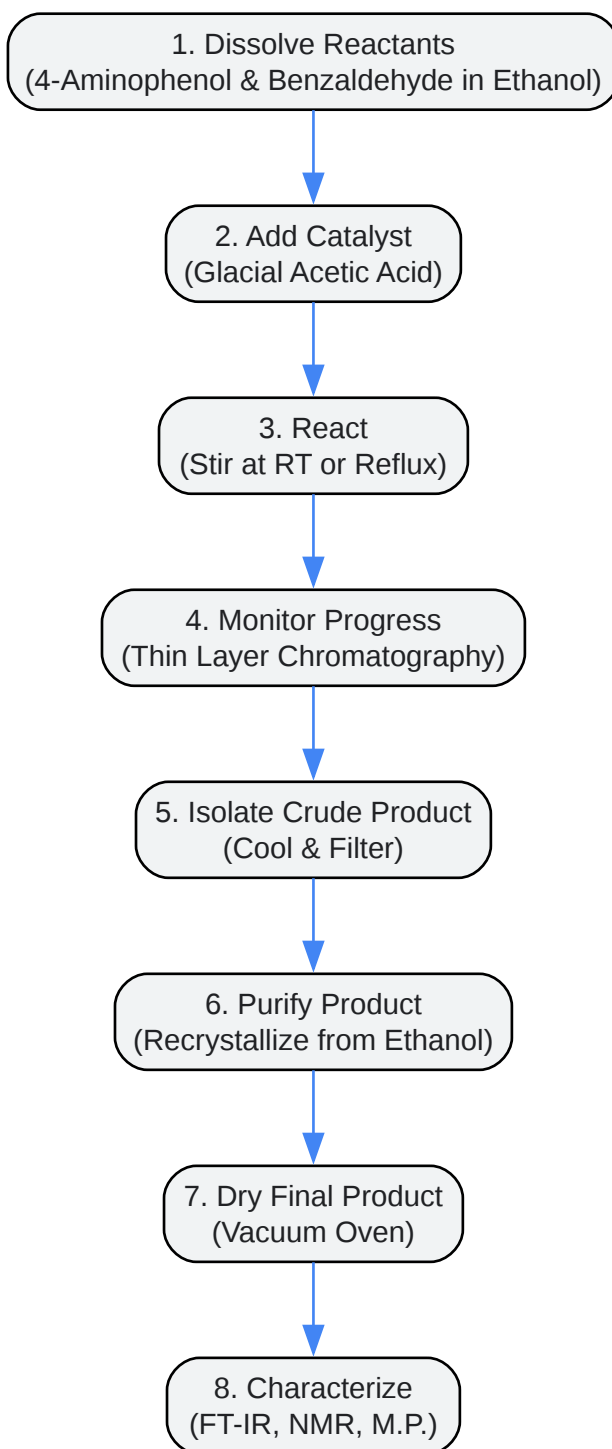 1. Dissolve Reactants
(4-Aminophenol & Benzaldehyde in Ethanol)
2. Add Catalyst
(Glacial Acetic Acid)
3. React
(Stir at RT or Reflux)
4. Monitor Progress
(Thin Layer Chromatography)
5. Isolate Crude Product
(Cool & Filter)
6. Purify Product
(Recrystallize from Ethanol)
7. Dry Final Product
(Vacuum Oven)
8. Characterize
(FT-IR, NMR, M.P.)